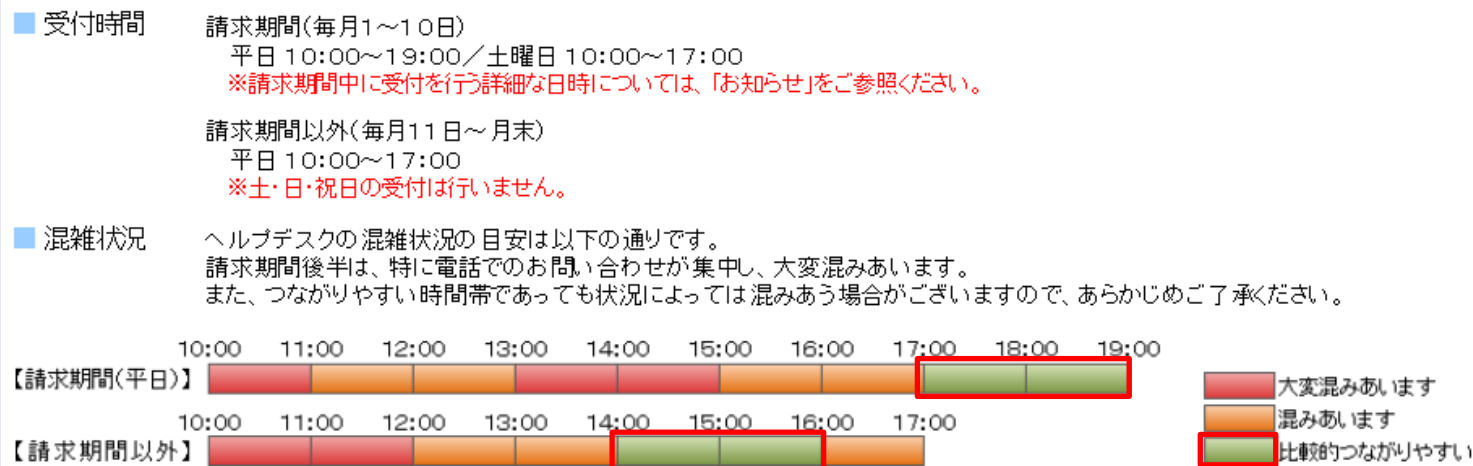 ■ 受付時間
請求期間(毎月1～10日)
平日 10:00～19:00／土曜日 10:00～17:00
※請求期間中に受付を行う詳細な日時については、「お知らせ」をご参照ください。
請求期間以外(毎月11日～月末)
平日 10:00～17:00
※土・日・祝日の受付は行いません。
■ 混雑状況
ヘルプデスクの混雑状況の目安は以下の通りです。
請求期間後半は、特に電話でのお問い合わせが集中し、大変混みあいます。
また、つながりやすい時間帯であっても状況によっては混みあう場合がございますので、あらかじめご了承ください。
10:00 11:00 12:00 13:00 14:00 15:00 16:00 17:00 18:00 19:00
【請求期間(平日)】
10:00 11:00 12:00 13:00 14:00 15:00 16:00 17:00
【請求期間以外】
大変混みあいます
混みあいます
比較的つながりやすい